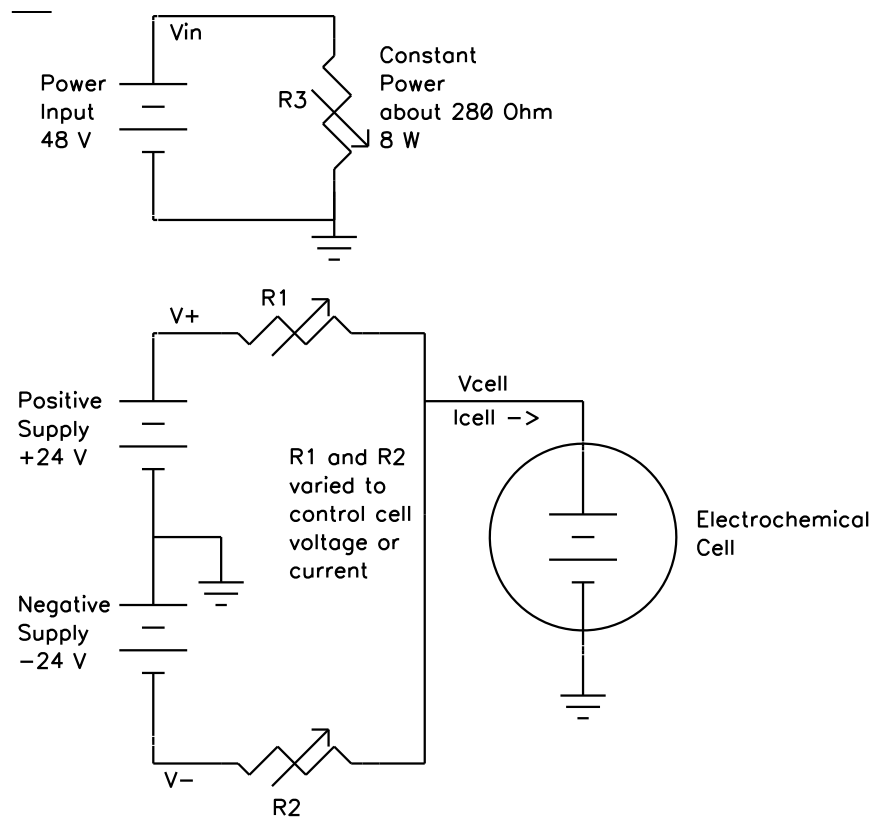 Vin
Power
Input
48 V
R3
Constant
Power
about 280 Ohm
8 W
R1
V+
Positive
Supply
+24 V
Vcell
Icell ->
R1 and R2
varied to
control cell
voltage or
current
Electrochemical
Cell
Negative
Supply
-24 V
V-
R2